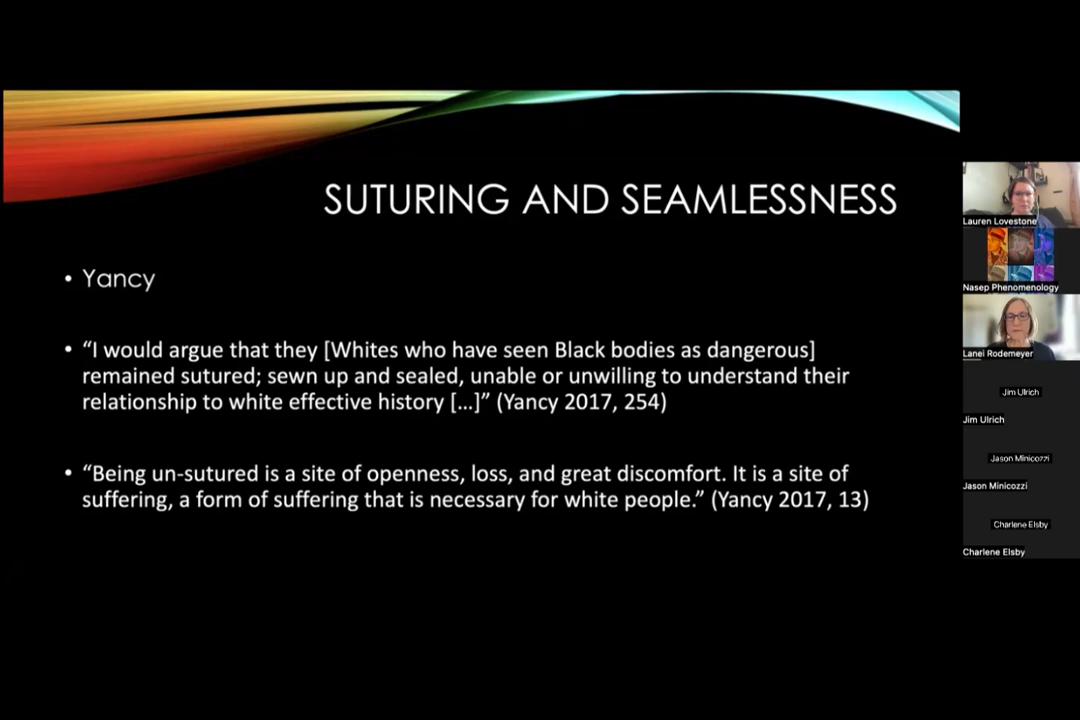 SUTURING AND SEAMLESSNESS
• Yancy
• “I would argue that they [Whites who have seen Black bodies as dangerous]
remained sutured; sewn up and sealed, unable or unwilling to understand their
relationship to white effective history […]” (Yancy 2017, 254)
• “Being un-sutured is a site of openness, loss, and great discomfort. It is a site of
suffering, a form of suffering that is necessary for white people.” (Yancy 2017, 13)
Lauren Lovestone
Nasep Phenomenology
Lanei Rodemeyer
Jim Ulrich
Jim Ulrich
Jason Minicozzi
Jason Minicozzi
Charlene Elsby
Charlene Elsby